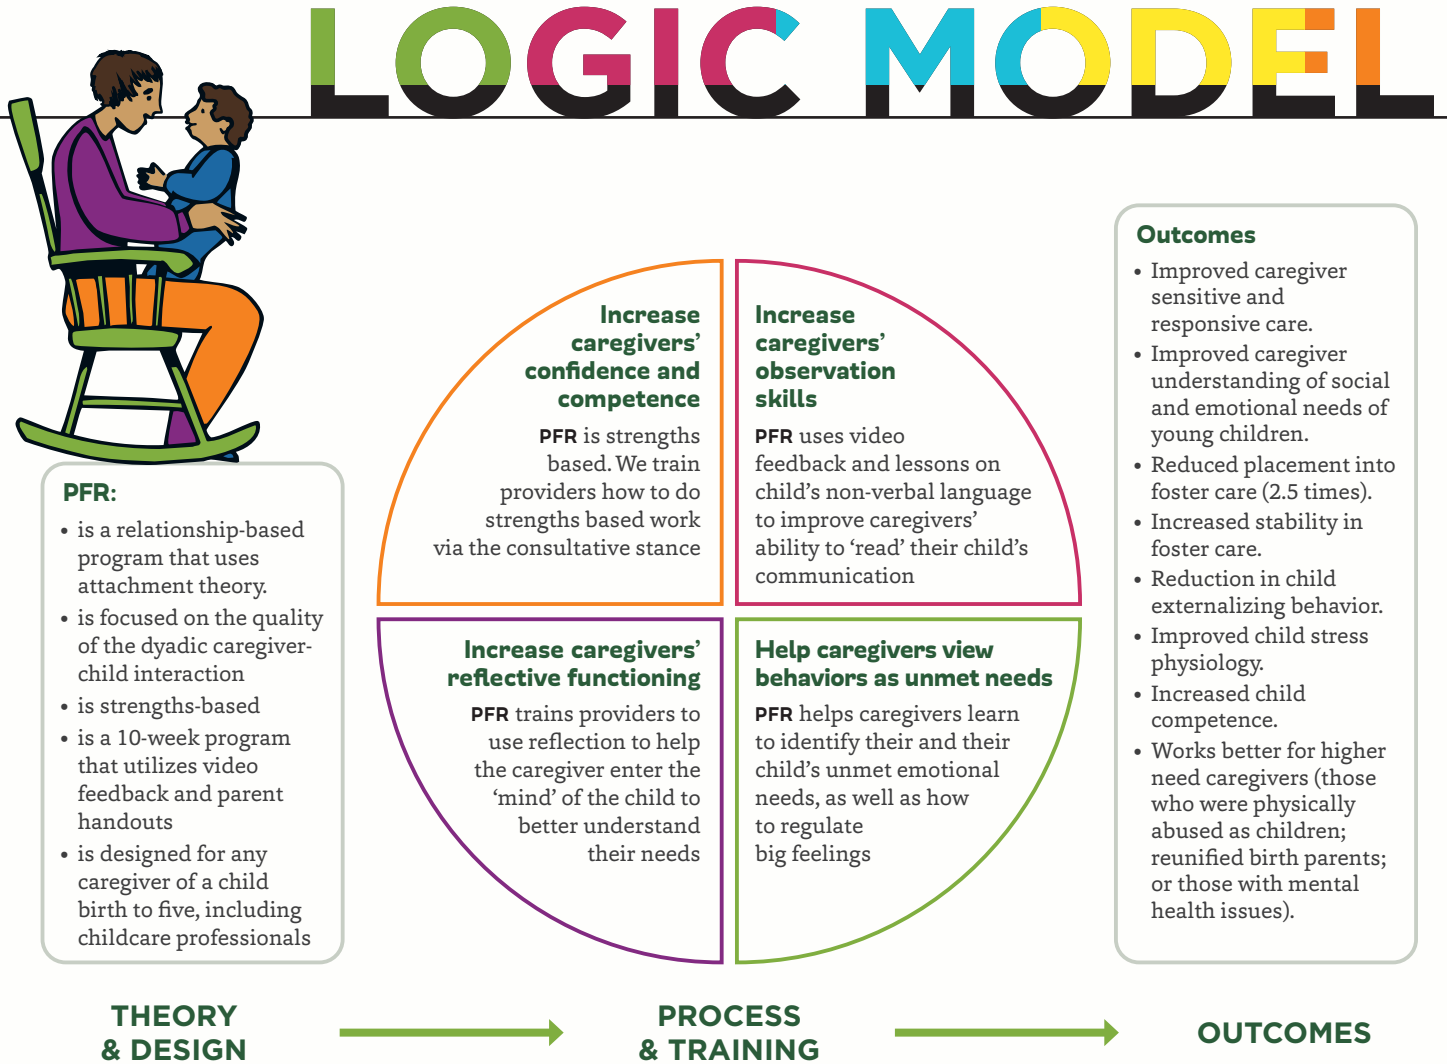 LOGIC MODEL
PFR:
• is a relationship-based
program that uses
attachment theory.
• is focused on the quality
of the dyadic caregiver-
child interaction
• is strengths-based
• is a 10-week program
that utilizes video
feedback and parent
handouts
• is designed for any
caregiver of a child
birth to five, including
childcare professionals
Increase
caregivers’
confidence and
competence
PFR is strengths
based. We train
providers how to do
strengths based work
via the consultative stance
Increase
caregivers’
observation
skills
PFR uses video
feedback and lessons on
child’s non-verbal language
to improve caregivers’
ability to ‘read’ their child’s
communication
Increase caregivers’
reflective functioning
PFR trains providers to
use reflection to help
the caregiver enter the
‘mind’ of the child to
better understand
their needs
Help caregivers view
behaviors as unmet needs
PFR helps caregivers learn
to identify their and their
child’s unmet emotional
needs, as well as how
to regulate
big feelings
Outcomes
• Improved caregiver
sensitive and
responsive care.
• Improved caregiver
understanding of social
and emotional needs of
young children.
• Reduced placement into
foster care (2.5 times).
• Increased stability in
foster care.
• Reduction in child
externalizing behavior.
• Improved child stress
physiology.
• Increased child
competence.
• Works better for higher
need caregivers (those
who were physically
abused as children;
reunified birth parents;
or those with mental
health issues).
THEORY
& DESIGN
PROCESS
& TRAINING
OUTCOMES